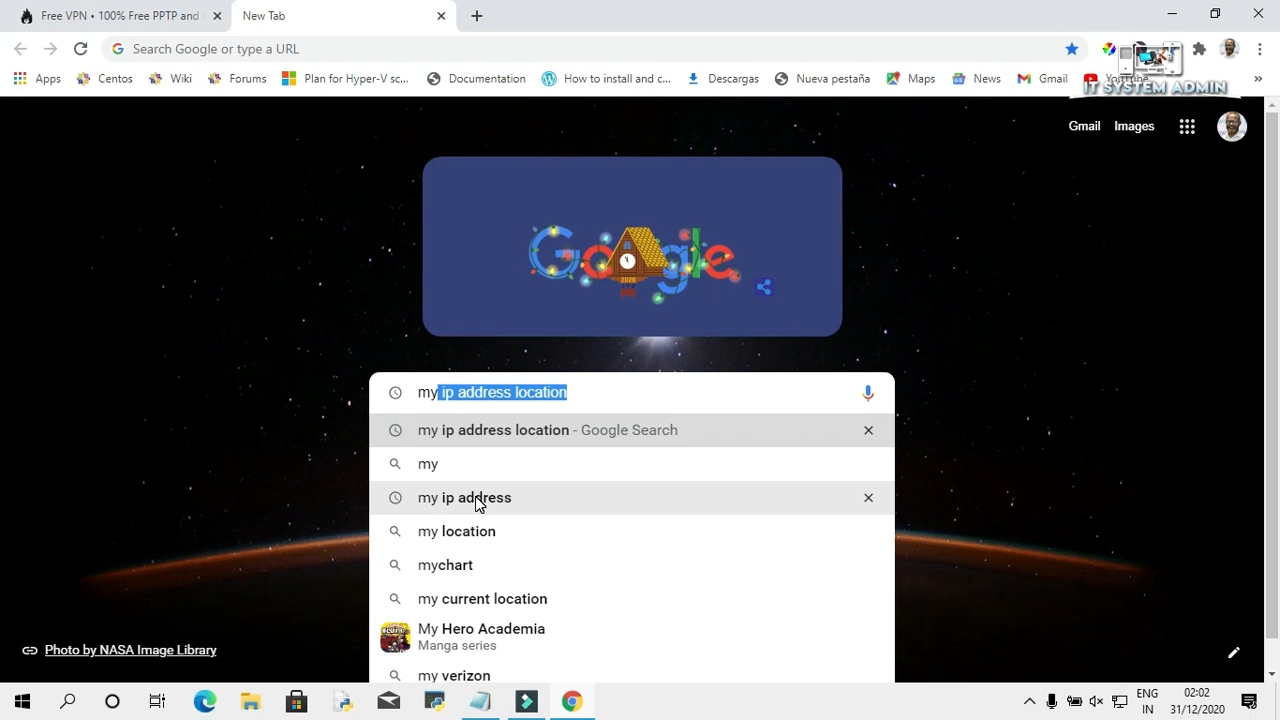 Free VPN • 100% Free PPTP and
New Tab
Search Google or type a URL
Apps Centos Wiki Forums Plan for Hyper-V sc... Documentation How to install and c... Descargas Nueva pestaña Maps News Gmail »
IT SYSTEM ADMIN
Gmail Images
Google
2020
my ip address location
my ip address location - Google Search
my
my ip address
my location
mychart
my current location
My Hero Academia
Manga series
my verizon
Photo by NASA Image Library
ENG
IN
02:02
31/12/2020